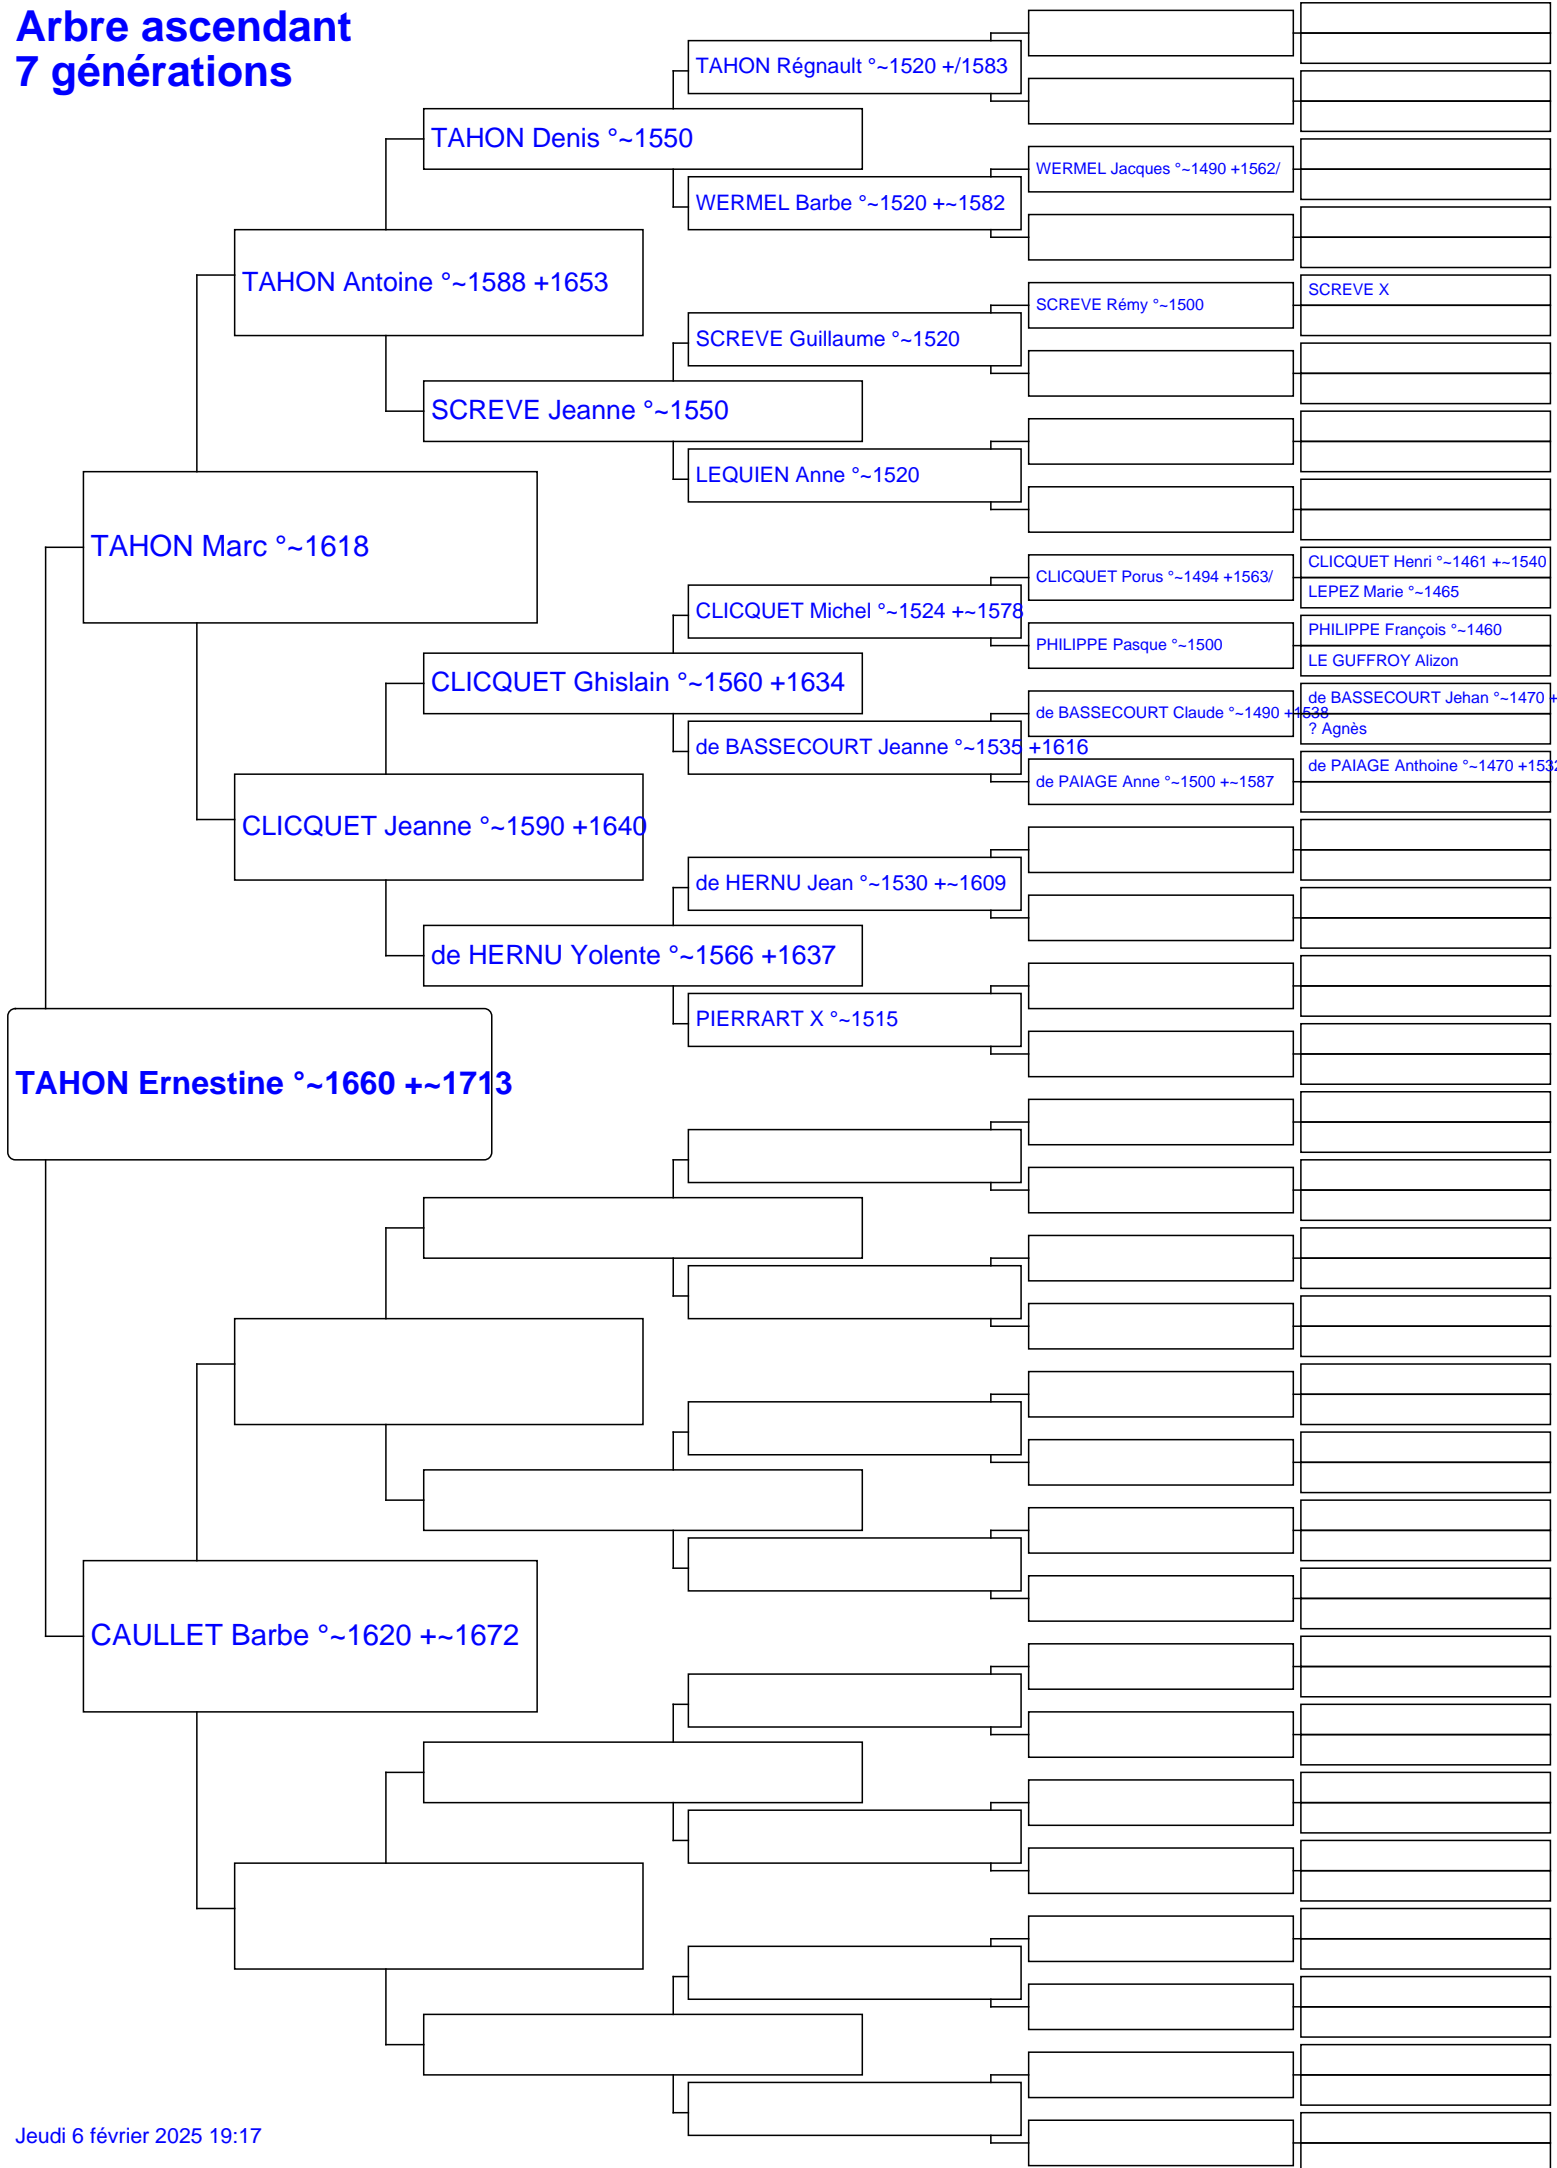 Arbre ascendant
7 générations
TAHON Régnault °~1520 +/1583
TAHON Denis °~1550
WERMEL Jacques °~1490 +1562/
WERMEL Barbe °~1520 +~1582
TAHON Antoine °~1588 +1653
SCREVE X
SCREVE Rémy °~1500
SCREVE Guillaume °~1520
SCREVE Jeanne °~1550
LEQUIEN Anne °~1520
TAHON Marc °~1618
CLICQUET Henri °~1461 +~1540
CLICQUET Porus °~1494 +1563/
LEPEZ Marie °~1465
CLICQUET Michel °~1524 +~1578
PHILIPPE François °~1460
PHILIPPE Pasque °~1500
LE GUFFROY Alizon
CLICQUET Ghislain °~1560 +1634
de BASSECOURT Jehan °~1470 +
de BASSECOURT Claude °~1490 +1538
? Agnès
de BASSECOURT Jeanne °~1535 +1616
de PAIAGE Anthoine °~1470 +1532
de PAIAGE Anne °~1500 +~1587
CLICQUET Jeanne °~1590 +1640
de HERNU Jean °~1530 +~1609
de HERNU Yolente °~1566 +1637
PIERRART X °~1515
TAHON Ernestine °~1660 +~1713
CAULLET Barbe °~1620 +~1672
Jeudi 6 février 2025 19:17